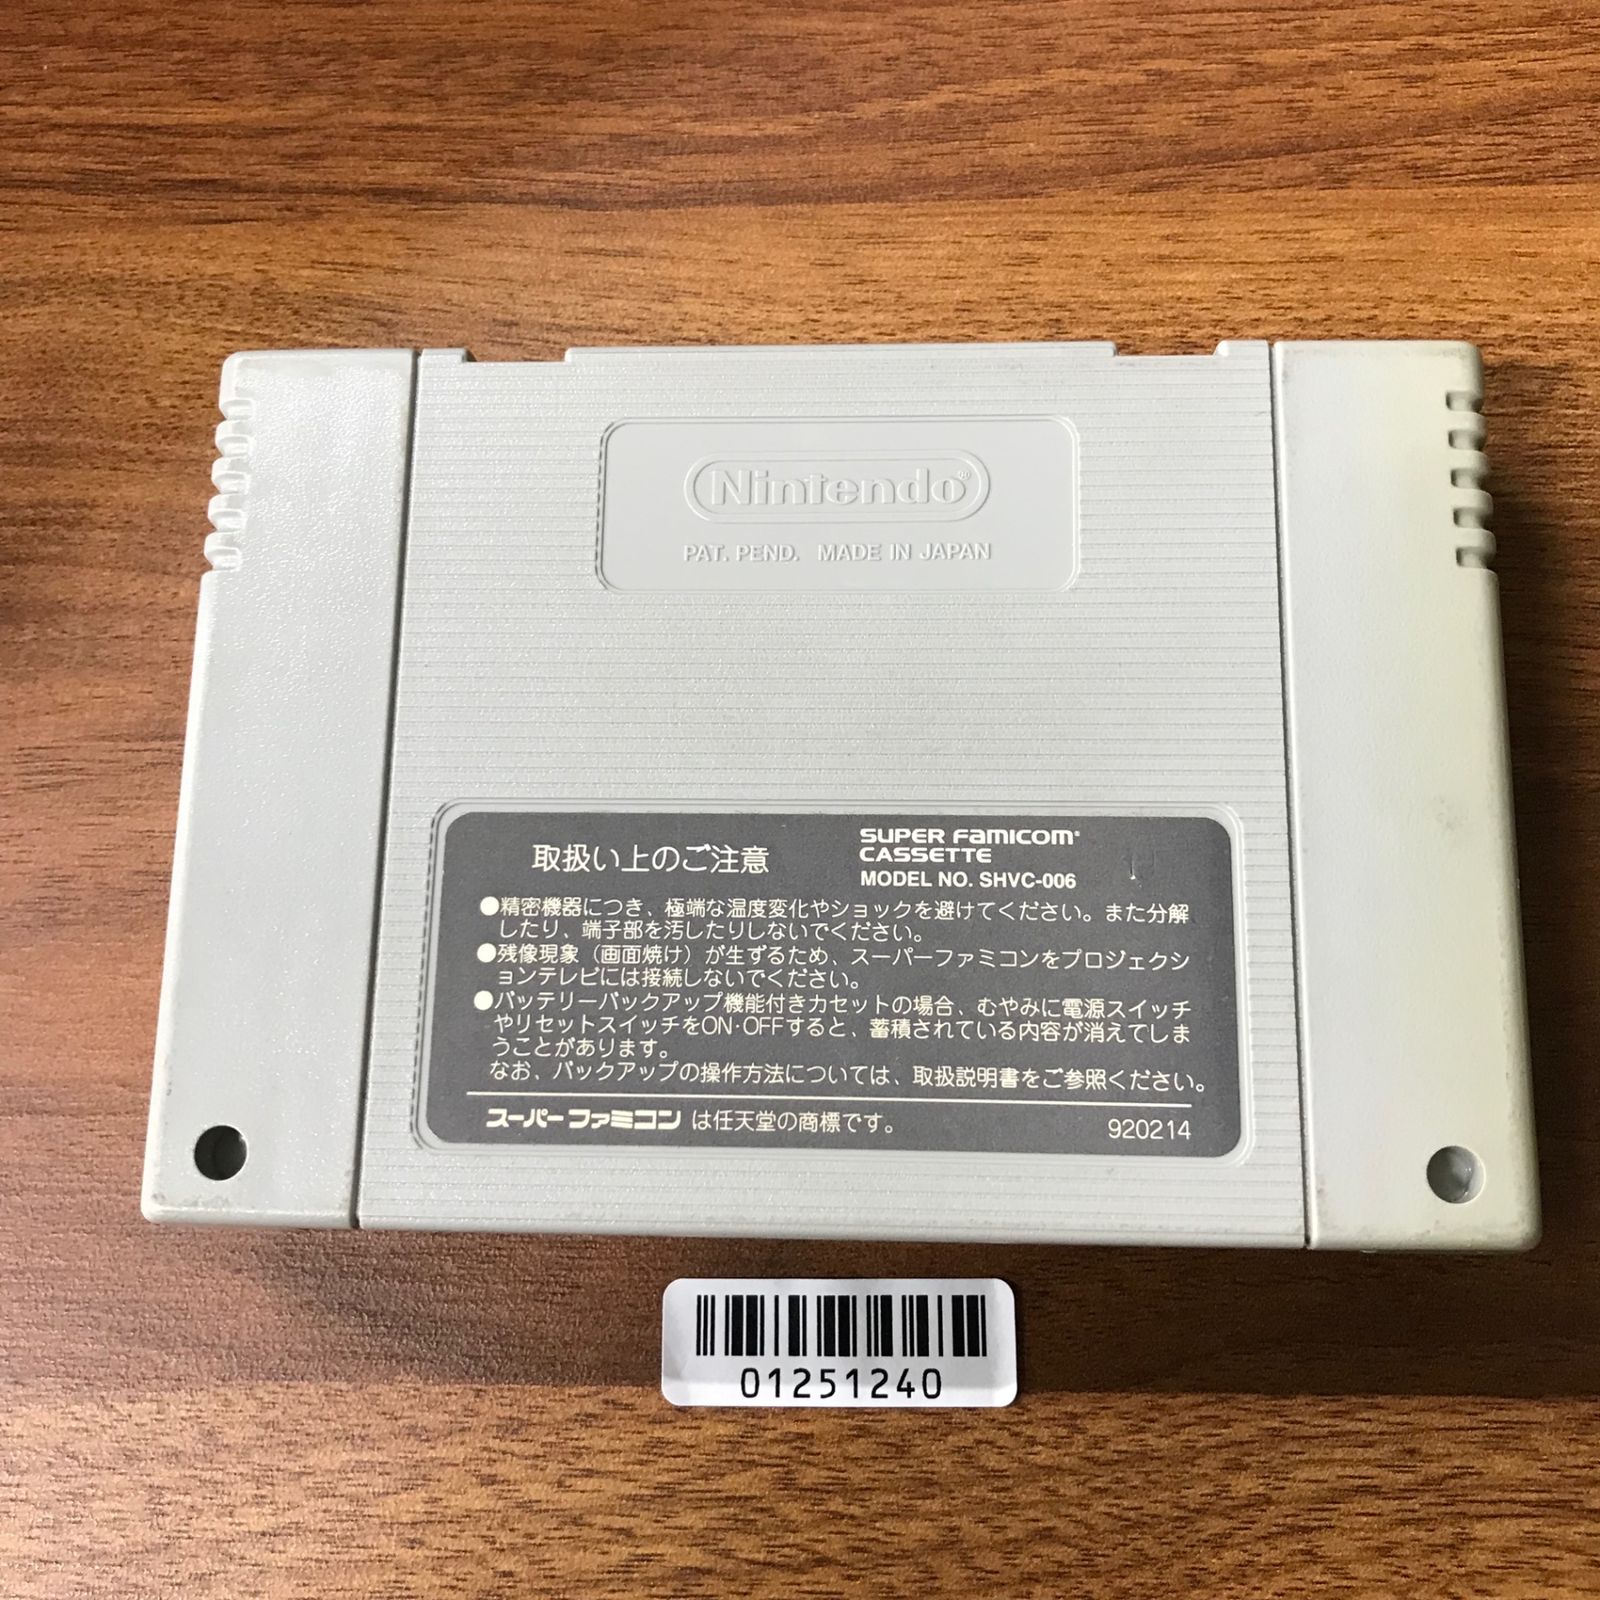 Nintendo®
PAT. PEND. MADE IN JAPAN
取扱い上のご注意
SUPER FAMICOM®
CASSETTE
MODEL NO. SHVC-006
●精密機器につき、極端な温度変化やショックを避けてください。また分解
したり、端子部を汚したりしないでください。
●残像現象（画面焼け）が生ずるため、スーパーファミコンをプロジェクシ
ョンテレビには接続しないでください。
●バッテリーバックアップ機能付きカセットの場合、むやみに電源スイッチ
やリセットスイッチをON・OFFすると、蓄積されている内容が消えてしま
うことがあります。
なお、バックアップの操作方法については、取扱説明書をご参照ください。
スーパーファミコン は任天堂の商標です。
920214
01251240